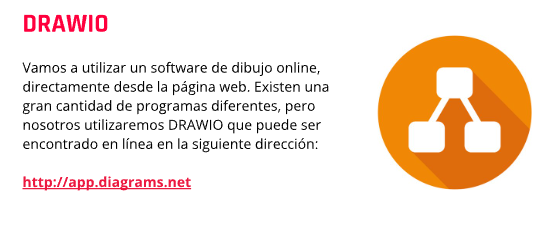 DRAWIO
Vamos a utilizar un software de dibujo online,
directamente desde la página web. Existen una
gran cantidad de programas diferentes, pero
nosotros utilizaremos DRAWIO que puede ser
encontrado en línea en la siguiente dirección:
http://app.diagrams.net